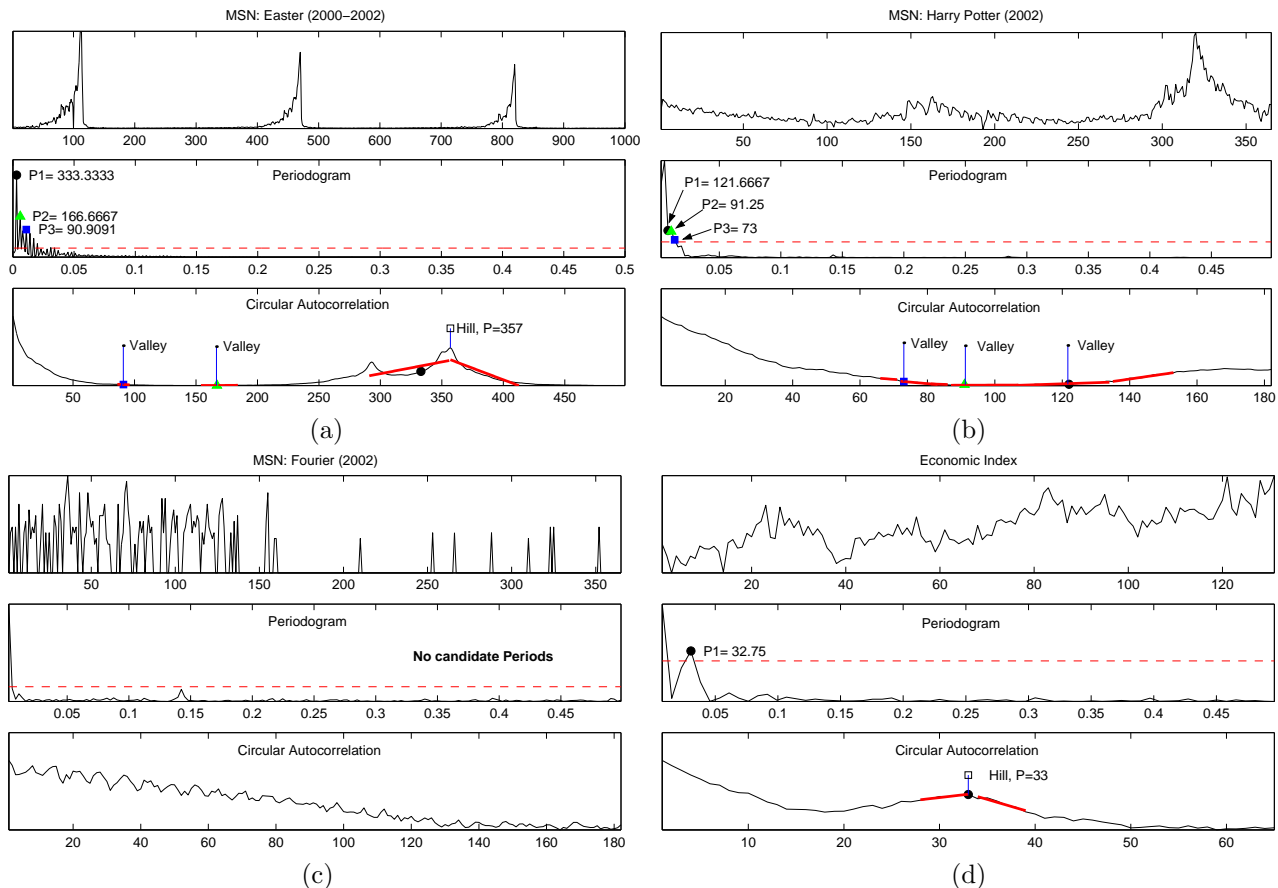 MSN: Easter (2000−2002)
100 200 300 400 500 600 700 800 900 1000
Periodogram
P1= 333.3333
P2= 166.6667
P3= 90.9091
0 0.05 0.1 0.15 0.2 0.25 0.3 0.35 0.4 0.45 0.5
Circular Autocorrelation
Valley
Valley
Hill, P=357
50 100 150 200 250 300 350 400 450
(a)
MSN: Harry Potter (2002)
50 100 150 200 250 300 350
Periodogram
P1= 121.6667
P2= 91.25
P3= 73
0.05 0.1 0.15 0.2 0.25 0.3 0.35 0.4 0.45
Circular Autocorrelation
Valley
Valley
Valley
20 40 60 80 100 120 140 160 180
(b)
MSN: Fourier (2002)
50 100 150 200 250 300 350
Periodogram
No candidate Periods
0.05 0.1 0.15 0.2 0.25 0.3 0.35 0.4 0.45
Circular Autocorrelation
20 40 60 80 100 120 140 160 180
(c)
Economic Index
20 40 60 80 100 120
Periodogram
P1= 32.75
0.05 0.1 0.15 0.2 0.25 0.3 0.35 0.4 0.45
Circular Autocorrelation
Hill, P=33
10 20 30 40 50 60
(d)